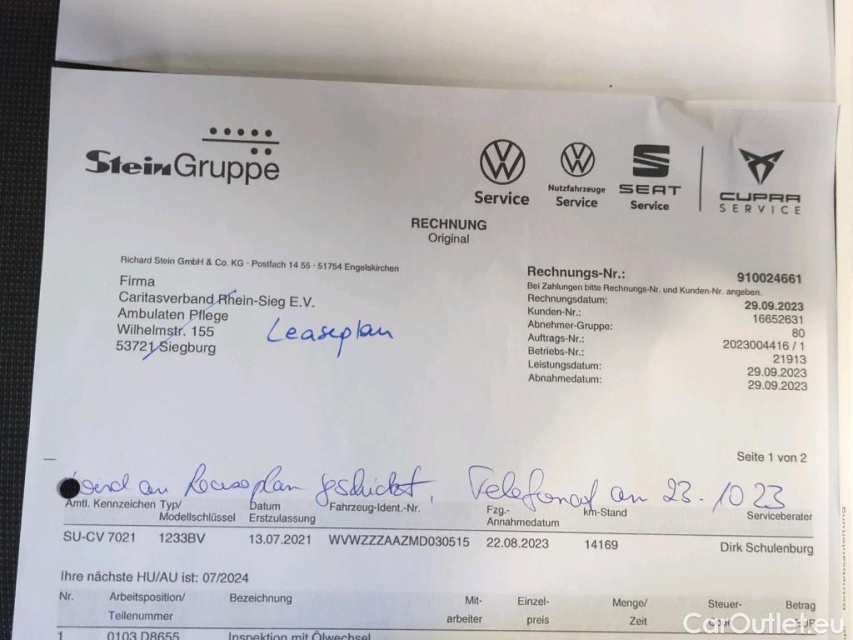 SteinGruppe
Service
Nutzfahrzeuge
Service
SEAT
Service
CUPRA
SERVICE
RECHNUNG
Original
Richard Stein GmbH & Co. KG · Postfach 14 55 · 51754 Engelskirchen
Firma
Caritasverband Rhein-Sieg E.V.
Ambulaten Pflege
Wilhelmstr. 155
53721 Siegburg
Leaseplan
Rechnungs-Nr.: 910024661
Bei Zahlungen bitte Rechnungs-Nr. und Kunden-Nr. angeben.
Rechnungsdatum: 29.09.2023
Kunden-Nr.: 16652631
Abnehmer-Gruppe: 80
Auftrags-Nr.: 2023004416 / 1
Betriebs-Nr.: 21913
Leistungsdatum: 29.09.2023
Abnahmedatum: 29.09.2023
Seite 1 von 2
an Leaseplan geschickt, Telefonat am 23.1023
Amtl. Kennzeichen Typ/ Modellschlüssel Datum Erstzulassung Fahrzeug-Ident.-Nr. Fzg.-Annahmedatum km-Stand Serviceberater
SU-CV 7021 1233BV 13.07.2021 WVWZZZAAZMD030515 22.08.2023 14169 Dirk Schulenburg
Ihre nächste HU/AU ist: 07/2024
Nr. Arbeitsposition/ Bezeichnung Mit- Einzel- Menge/ Steuer- Betrag
Teilenummer arbeiter preis Zeit
1 0103 D8655 Inspektion mit Ölwechsel
CarOutlet.eu